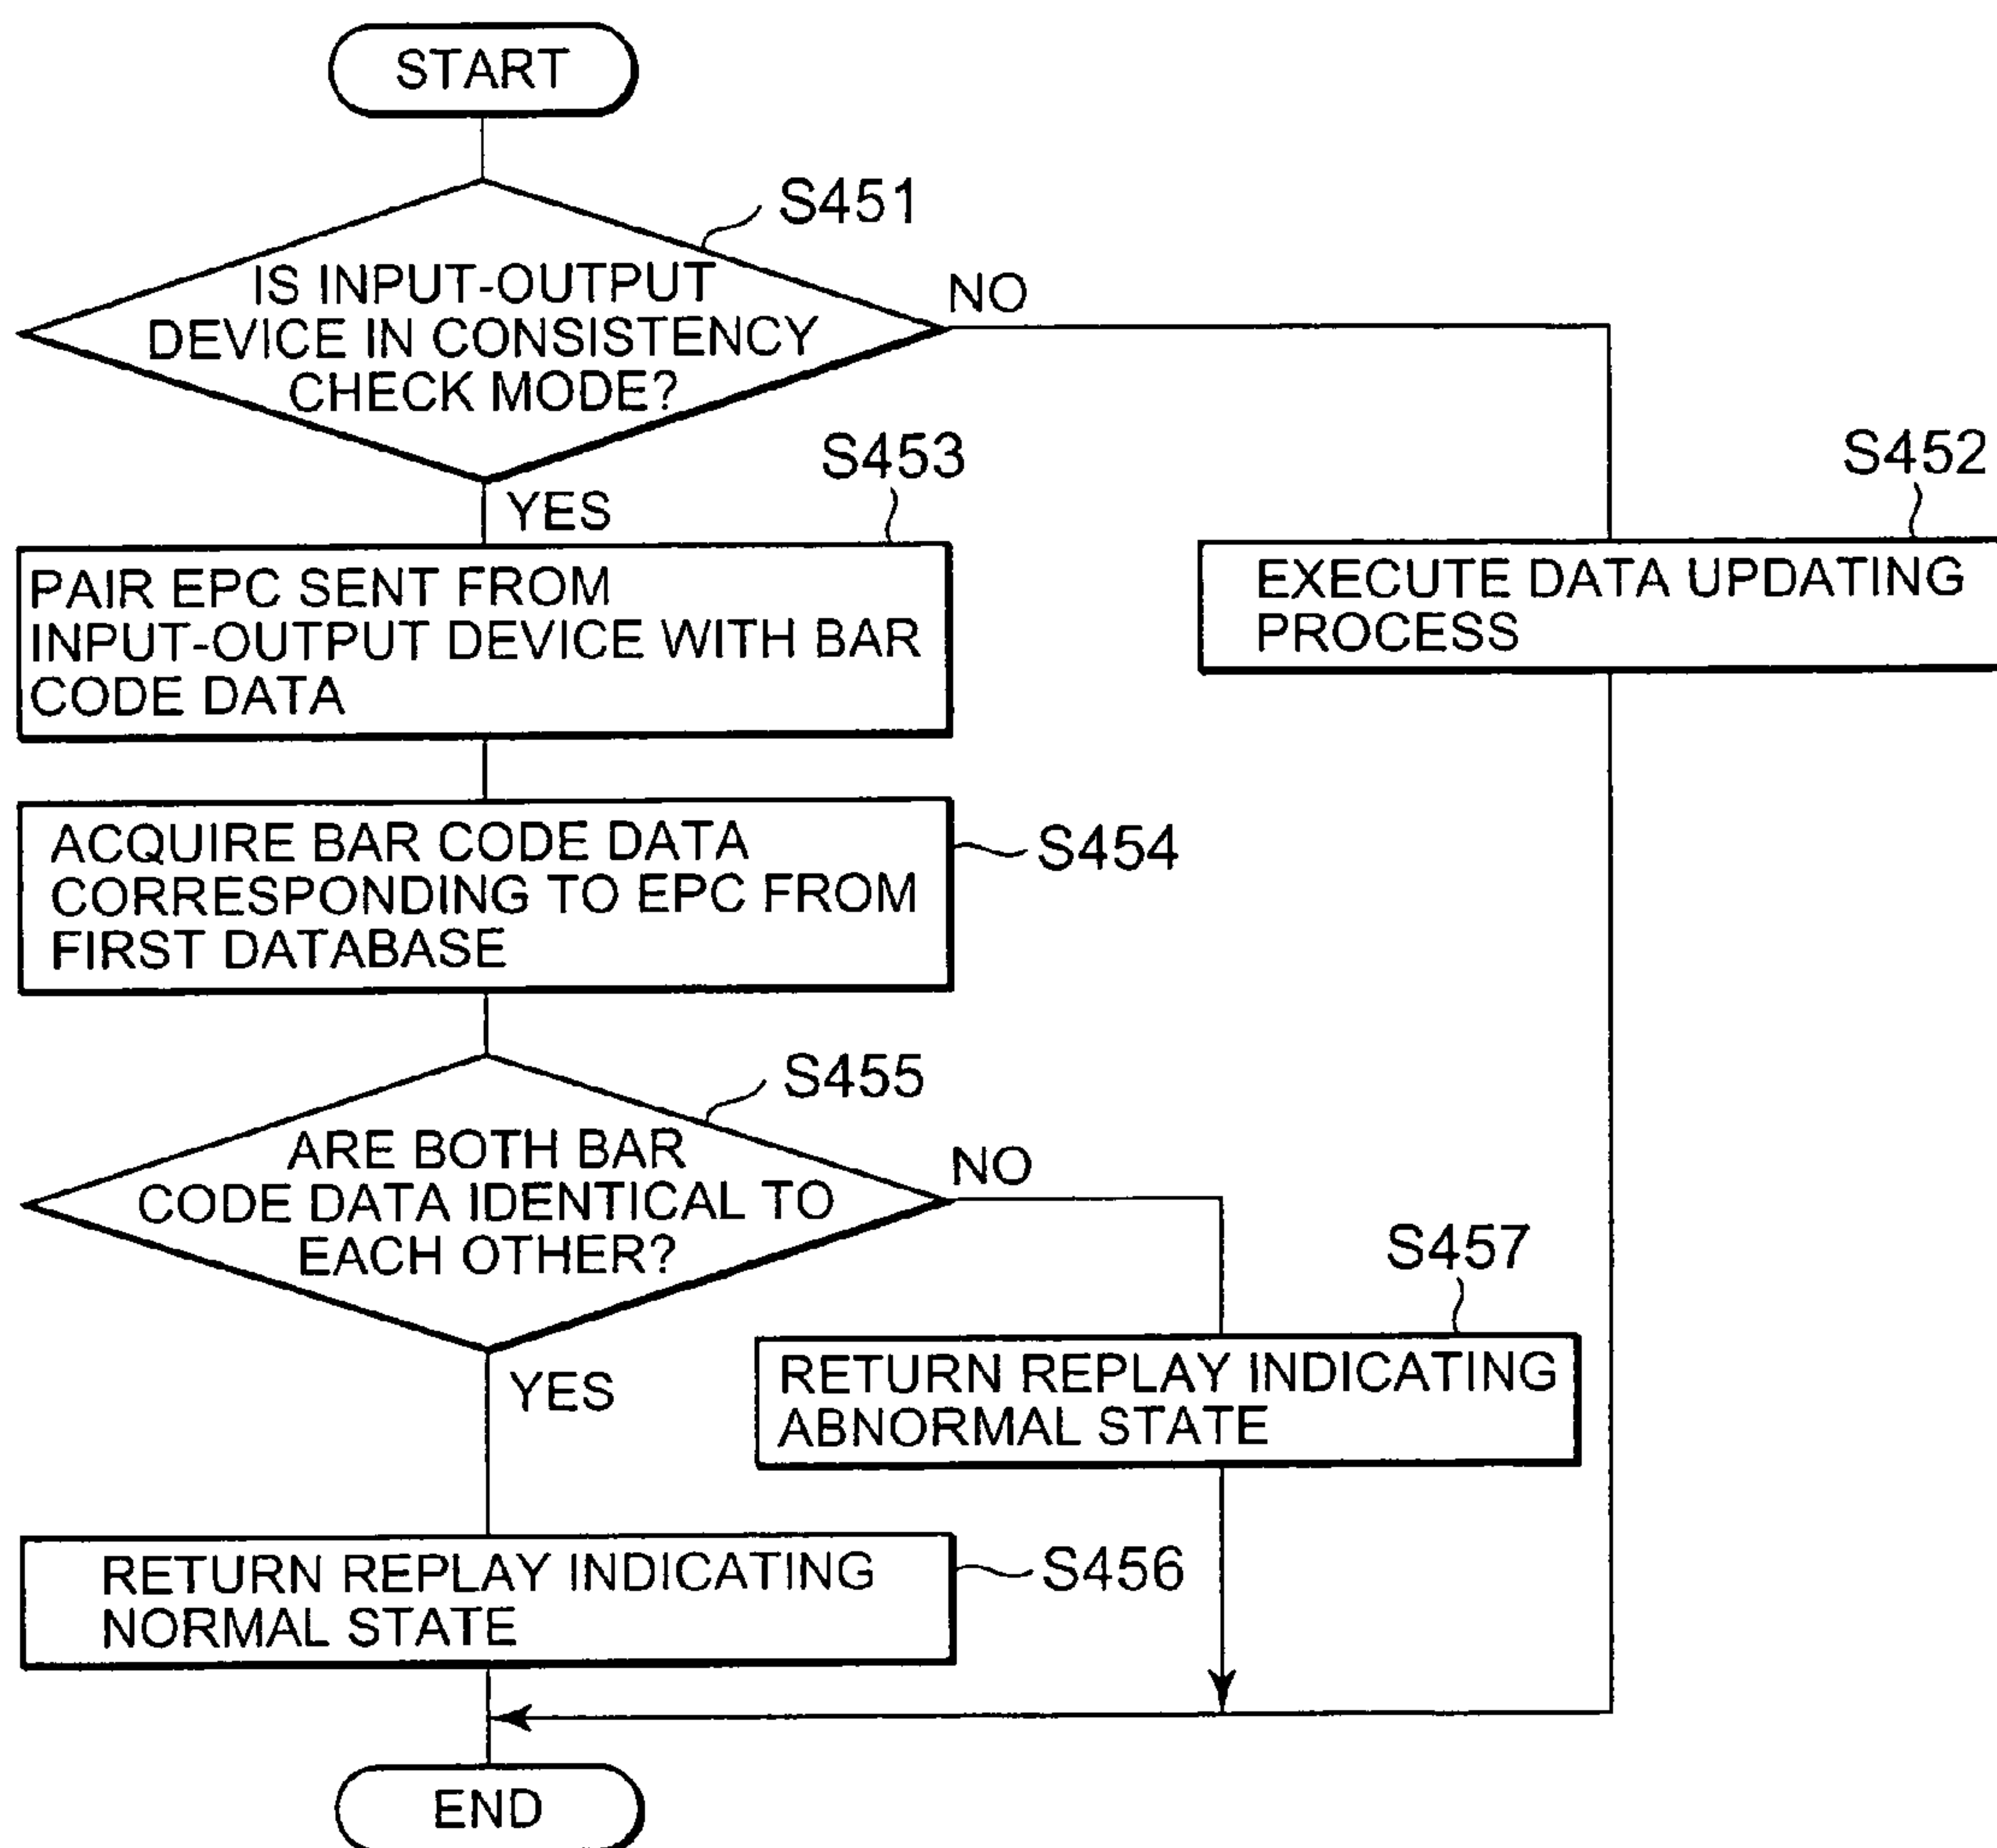 START
S451
IS INPUT-OUTPUT
DEVICE IN CONSISTENCY
CHECK MODE?
NO
YES
S453
PAIR EPC SENT FROM
INPUT-OUTPUT DEVICE WITH BAR
CODE DATA
S452
EXECUTE DATA UPDATING
PROCESS
ACQUIRE BAR CODE DATA
CORRESPONDING TO EPC FROM
FIRST DATABASE
S454
S455
ARE BOTH BAR
CODE DATA IDENTICAL TO
EACH OTHER?
NO
YES
S457
RETURN REPLAY INDICATING
ABNORMAL STATE
RETURN REPLAY INDICATING
NORMAL STATE
S456
END